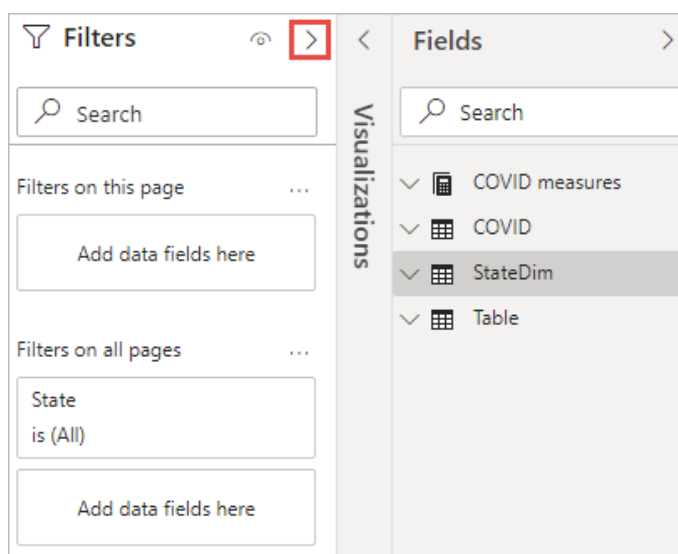 Filters
Search
Filters on this page
...
Add data fields here
Filters on all pages
...
State
is (All)
Add data fields here
Visualizations
Fields
Search
COVID measures
COVID
StateDim
Table